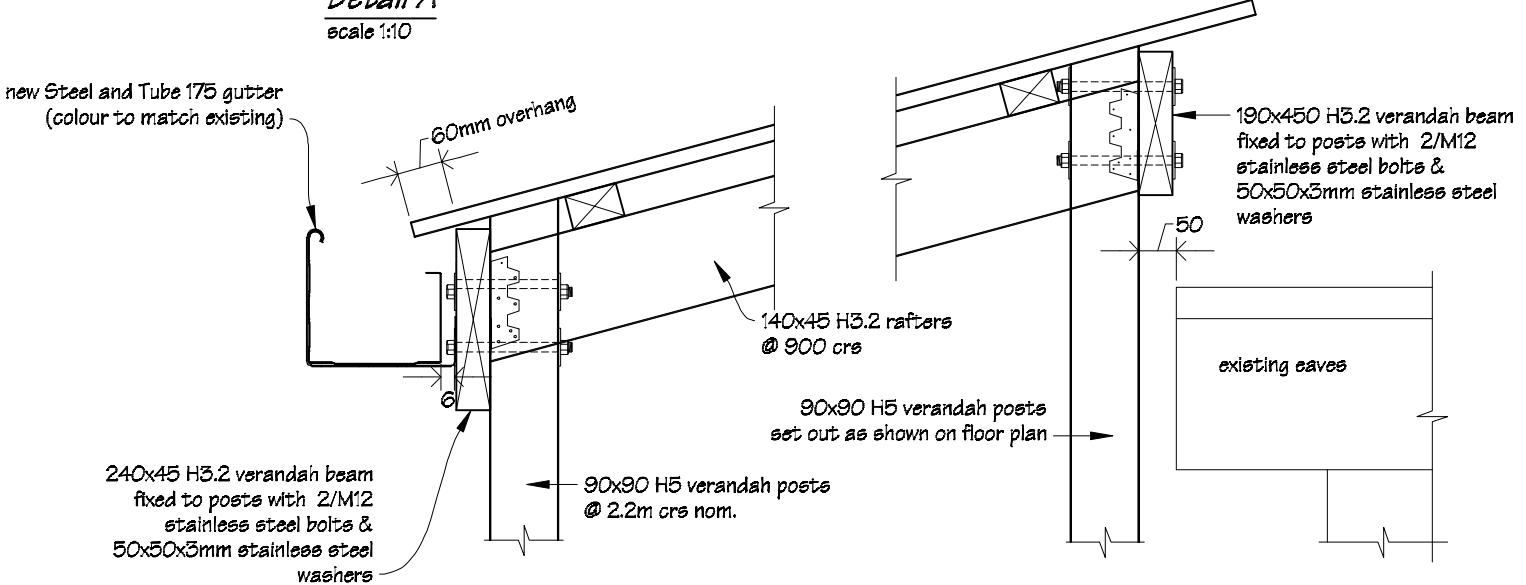 Detail A
scale 1:10
new Steel and Tube 175 gutter
(colour to match existing)
60mm overhang
190x450 H3.2 verandah beam
fixed to posts with 2/M12
stainless steel bolts &
50x50x3mm stainless steel
washers
50
140x45 H3.2 rafters
@ 900 crs
existing eaves
6
90x90 H5 verandah posts
set out as shown on floor plan
240x45 H3.2 verandah beam
fixed to posts with 2/M12
stainless steel bolts &
50x50x3mm stainless steel
washers
90x90 H5 verandah posts
@ 2.2m crs nom.